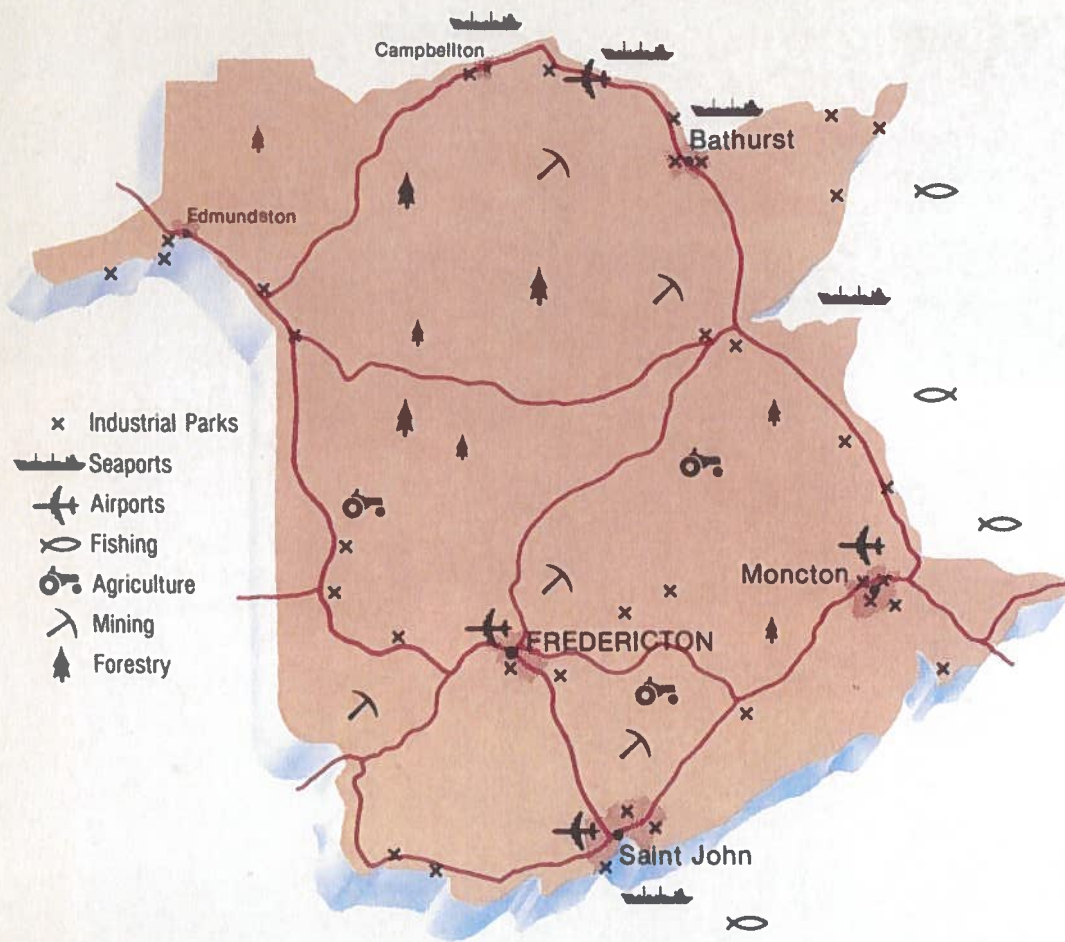 Campbellton
Bathurst
Edmundston
Industrial Parks
Seaports
Airports
Fishing
Agriculture
Mining
Forestry
Moncton
FREDERICTON
Saint John